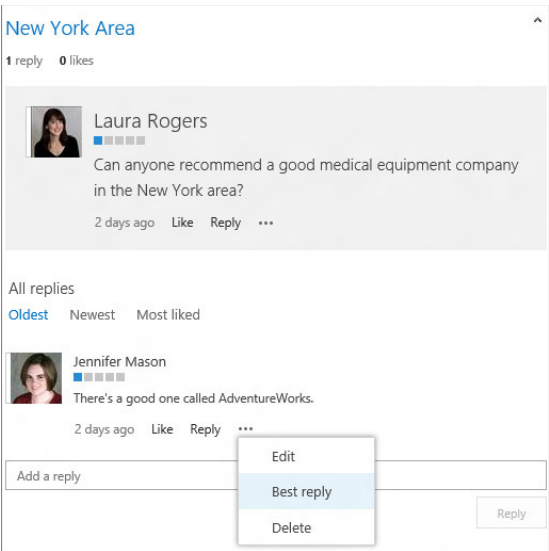 New York Area
1 reply 0 likes
Laura Rogers
Can anyone recommend a good medical equipment company
in the New York area?
2 days ago Like Reply •••
All replies
Oldest Newest Most liked
Jennifer Mason
There's a good one called AdventureWorks.
2 days ago Like Reply •••
Edit
Add a reply
Best reply
Reply
Delete